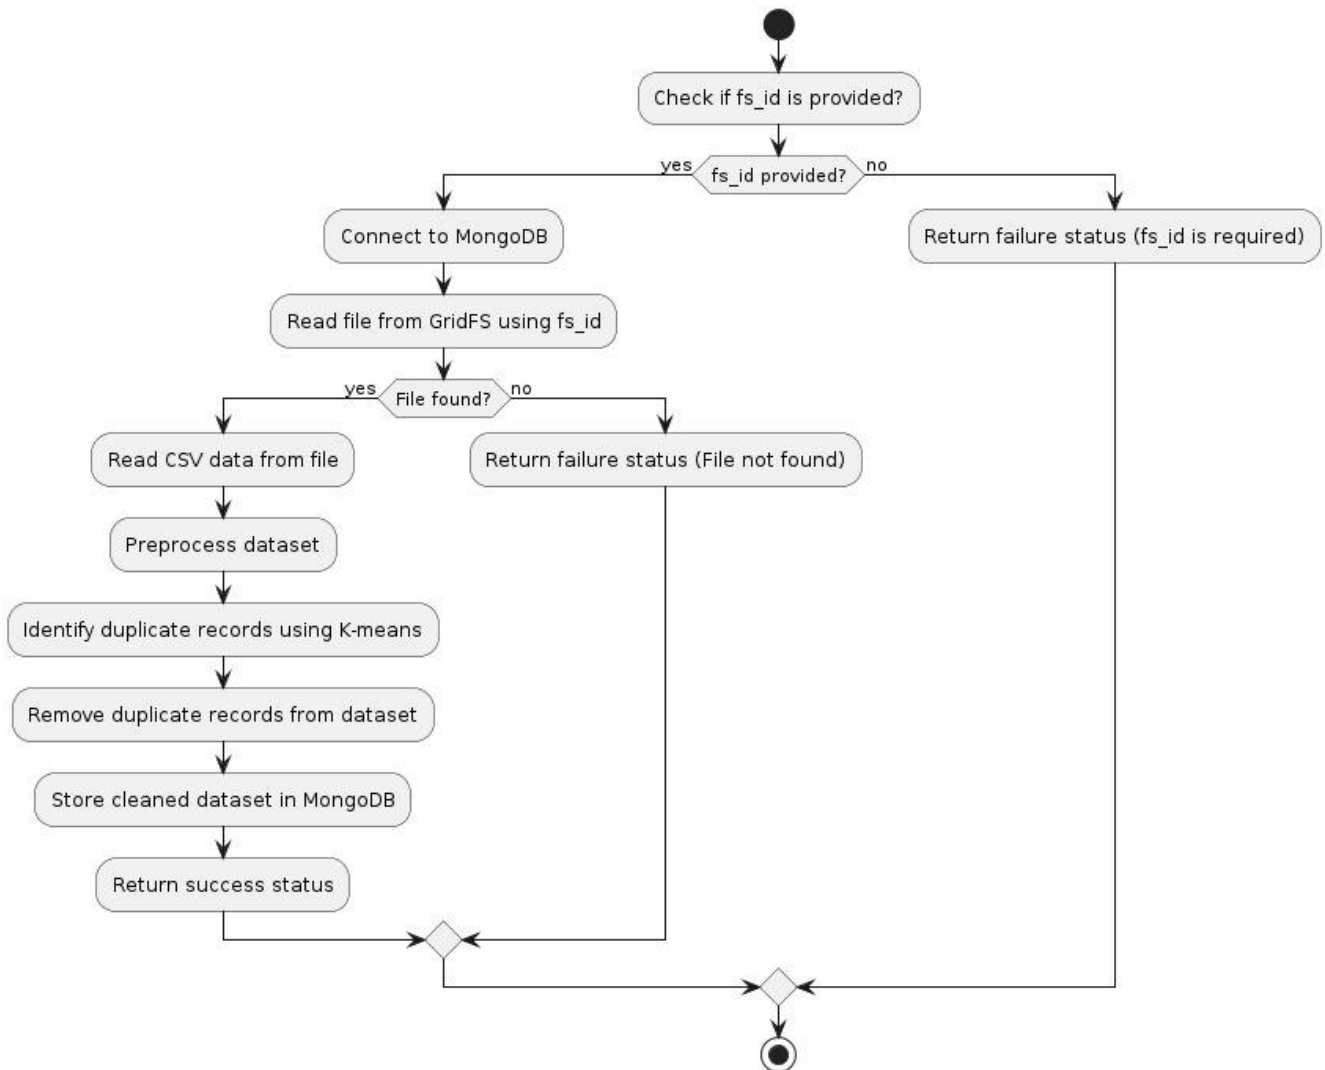 Check if fs_id is provided?
yes
fs_id provided?
no
Connect to MongoDB
Return failure status (fs_id is required)
Read file from GridFS using fs_id
yes
File found?
no
Read CSV data from file
Return failure status (File not found)
Preprocess dataset
Identify duplicate records using K-means
Remove duplicate records from dataset
Store cleaned dataset in MongoDB
Return success status